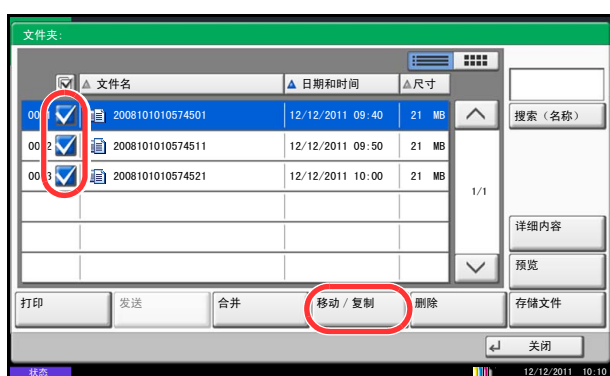 文件夹:
文件名 日期和时间 尺寸
0001 2008101010574501 12/12/2011 09:40 21 MB 搜索（名称）
0002 2008101010574511 12/12/2011 09:50 21 MB
0003 2008101010574521 12/12/2011 10:00 21 MB
1/1
详细内容
预览
打印 发送 合并 移动 / 复制 删除 存储文件
关闭
状态 12/12/2011 10:10